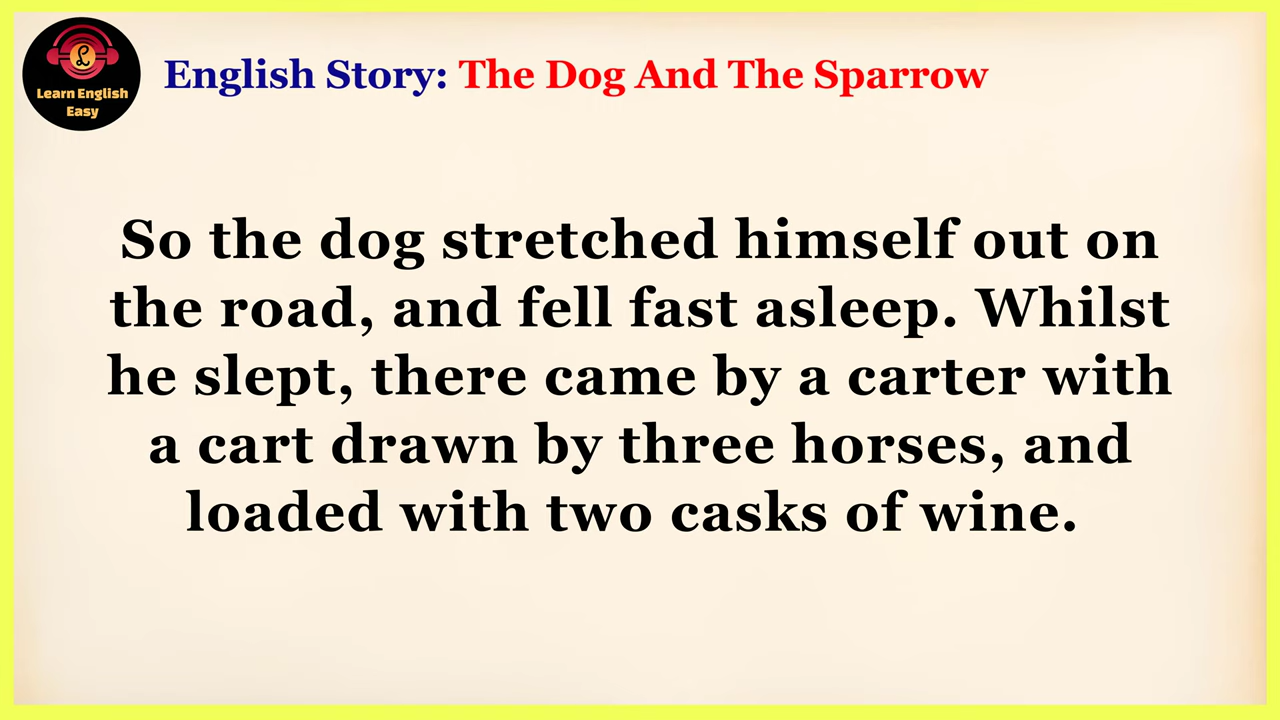 Learn English
Easy
English Story: The Dog And The Sparrow
So the dog stretched himself out on
the road, and fell fast asleep. Whilst
he slept, there came by a carter with
a cart drawn by three horses, and
loaded with two casks of wine.